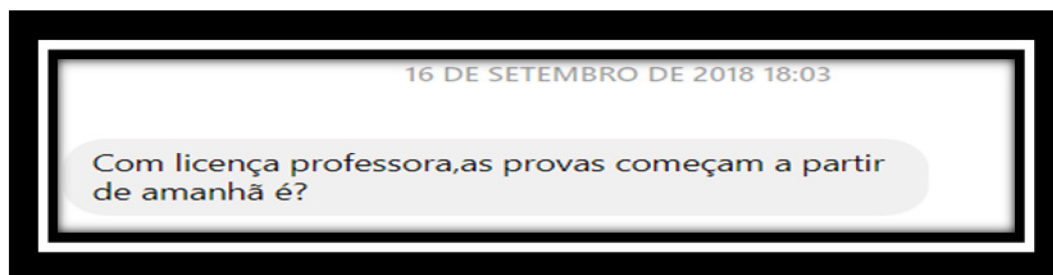 16 DE SETEMBRO DE 2018 18:03
Com licença professora,as provas começam a partir
de amanhã é?